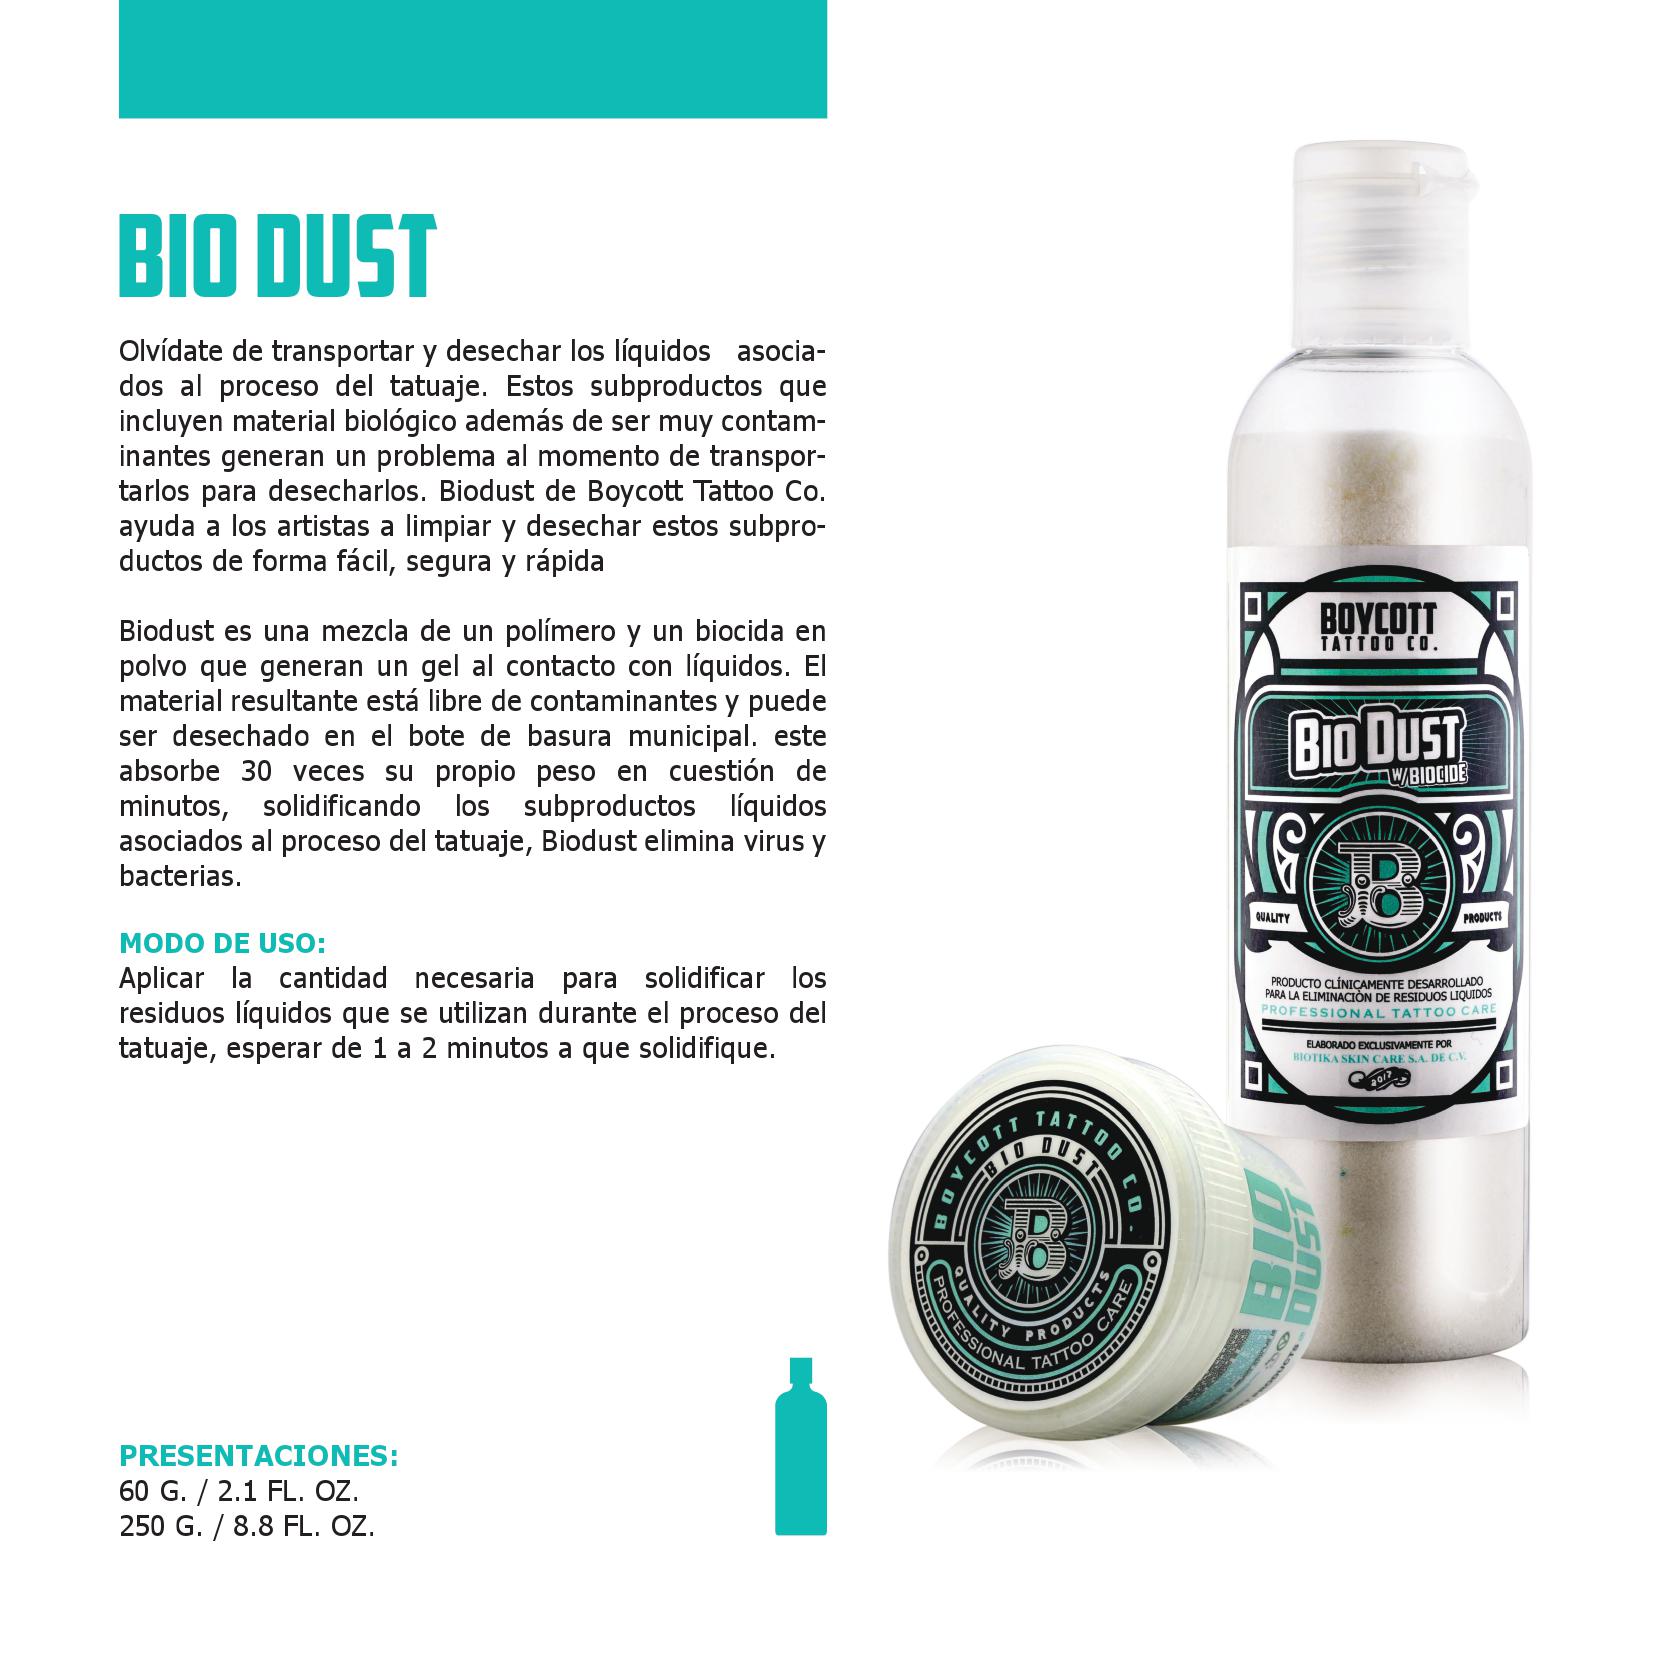 BIO DUST
Olvídate de transportar y desechar los líquidos asocia-
dos al proceso del tatuaje. Estos subproductos que
incluyen material biológico además de ser muy contam-
inantes generan un problema al momento de transpor-
tarlos para desecharlos. Biodust de Boycott Tattoo Co.
ayuda a los artistas a limpiar y desechar estos subpro-
ductos de forma fácil, segura y rápida
Biodust es una mezcla de un polímero y un biocida en
polvo que generan un gel al contacto con líquidos. El
material resultante está libre de contaminantes y puede
ser desechado en el bote de basura municipal. este
absorbe 30 veces su propio peso en cuestión de
minutos, solidificando los subproductos líquidos
asociados al proceso del tatuaje, Biodust elimina virus y
bacterias.
MODO DE USO:
Aplicar la cantidad necesaria para solidificar los
residuos líquidos que se utilizan durante el proceso del
tatuaje, esperar de 1 a 2 minutos a que solidifique.
PRESENTACIONES:
60 G. / 2.1 FL. OZ.
250 G. / 8.8 FL. OZ.
BOYCOTT
TATTOO CO.
BIO DUST
W/BIOCIDE
B
QUALITY PRODUCTS
PRODUCTO CLÍNICAMENTE DESARROLLADO
PARA LA ELIMINACIÒN DE RESIDUOS LIQUIDOS
PROFESSIONAL TATTOO CARE
ELABORADO EXCLUSIVAMENTE POR
BIOTIKA SKIN CARE S.A. DE C.V.
2017
BOYCOTT TATTOO CO.
BIO DUST
B
QUALITY PRODUCTS
PROFESSIONAL TATTOO CARE
BIO
DUST